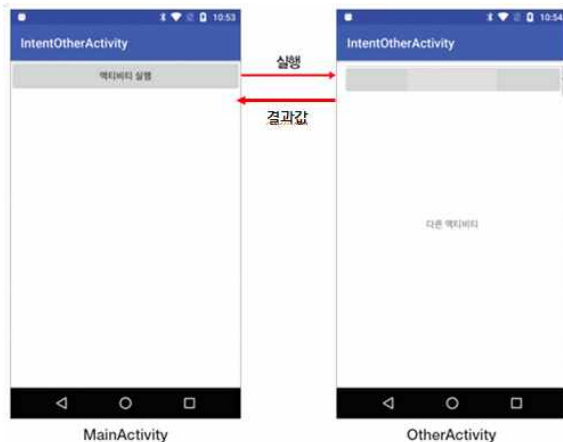 10:53
IntentOtherActivity
액티비티 실행
실행
결과값
10:54
IntentOtherActivity
다른 액티비티
MainActivity
OtherActivity